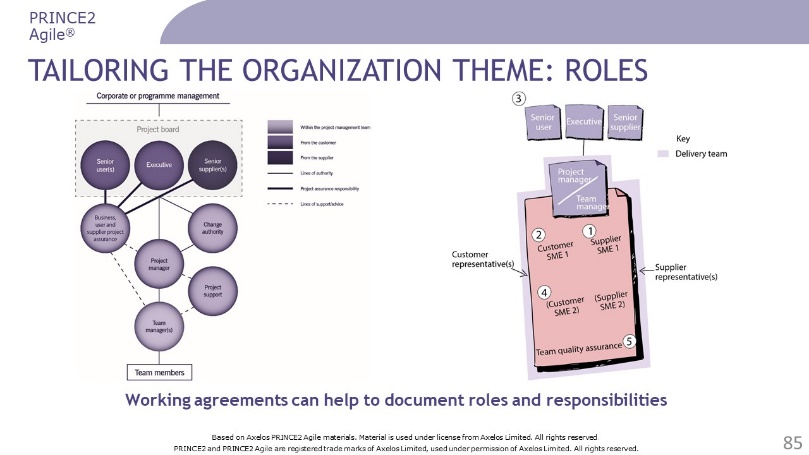 PRINCE2
Agile®
TAILORING THE ORGANIZATION THEME: ROLES
Corporate or programme management
Project board
Senior
user(s)
Executive
Senior
supplier(s)
Business,
user and
supplier project
assurance
Change
authority
Project
manager
Project
support
Team
manager(s)
Team members
Within the project management team
From the customer
From the supplier
Lines of authority
Project assurance responsibility
Lines of support/advice
3
Senior
user
Executive
Senior
supplier
Key
Delivery team
Project
manager
Team
manager
2
Customer
SME 1
1
Supplier
SME 1
Customer
representative(s)
Supplier
representative(s)
4
(Customer
SME 2)
(Supplier
SME 2)
Team quality assurance
5
Working agreements can help to document roles and responsibilities
Based on Axelos PRINCE2 Agile materials. Material is used under license from Axelos Limited. All rights reserved
PRINCE2 and PRINCE2 Agile are registered trade marks of Axelos Limited, used under permission of Axelos Limited. All rights reserved.
85